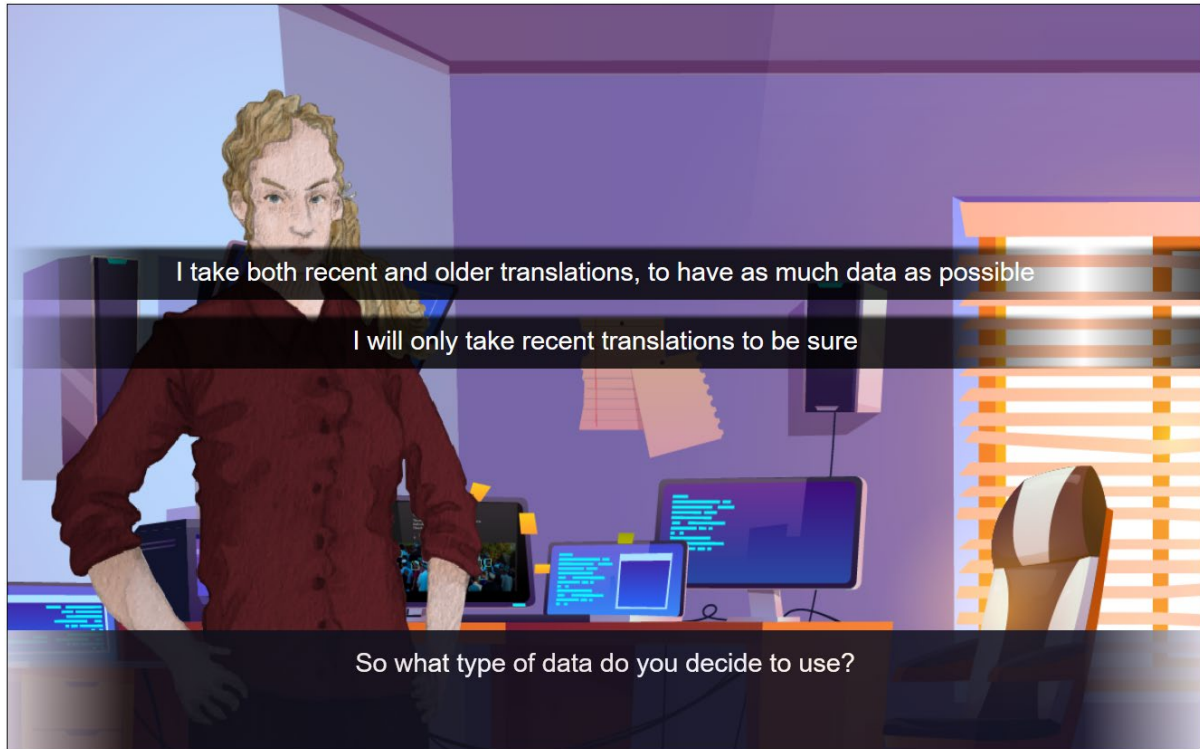 I take both recent and older translations, to have as much data as possible
I will only take recent translations to be sure
So what type of data do you decide to use?